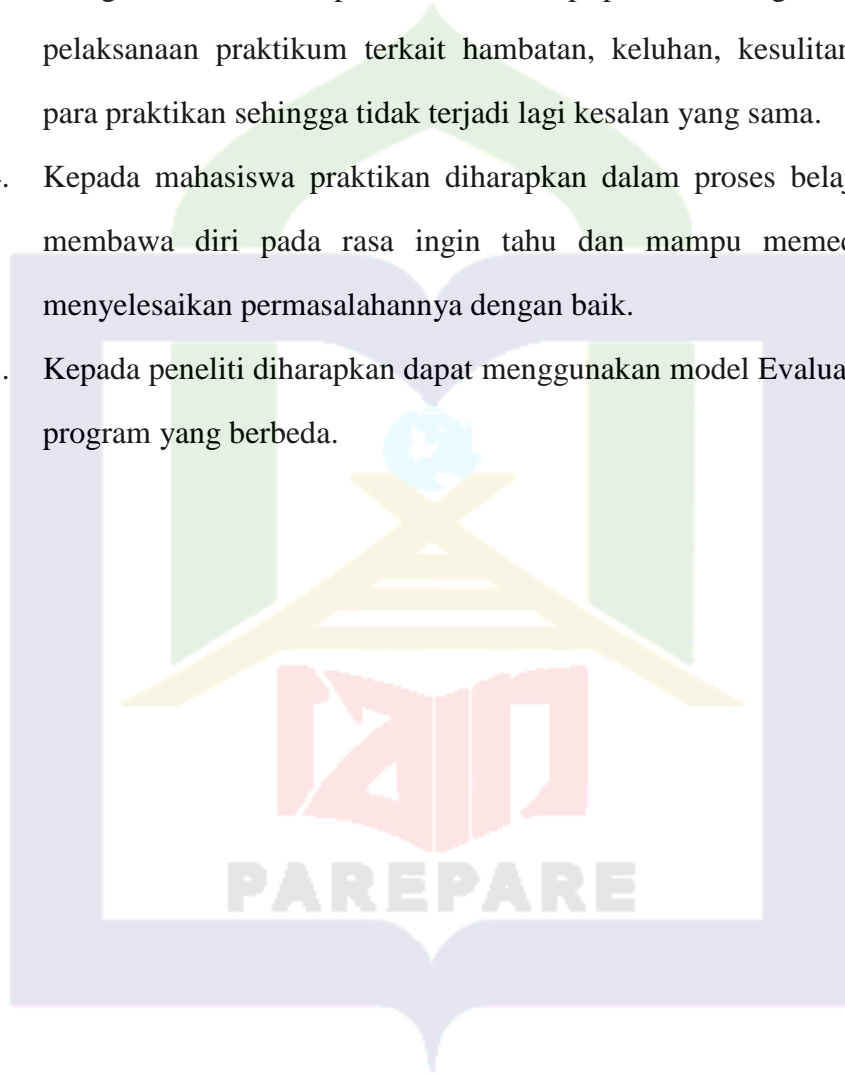 pelaksanaan praktikum terkait hambatan, keluhan, kesulitan
para praktikan sehingga tidak terjadi lagi kesalan yang sama.
. Kepada mahasiswa praktikan diharapkan dalam proses
membawa diri pada rasa ingin tahu dan mampu
menyelesaikan permasalahannya dengan baik.
. Kepada peneliti diharapkan dapat menggunakan model
program yang berbeda.
iain
PAREPARE